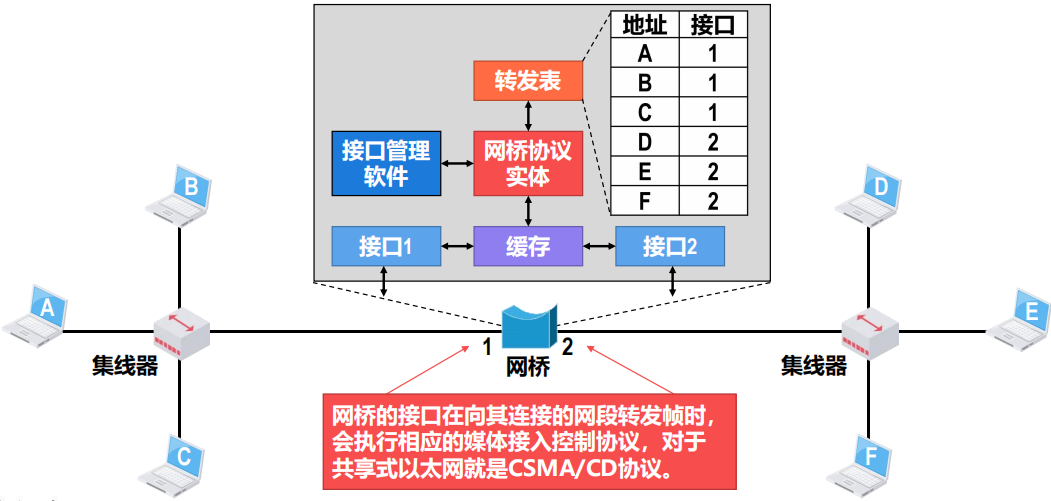 地址 接口
A 1
B 1
C 1
D 2
E 2
F 2
转发表
接口管理
软件
网桥协议
实体
接口1
缓存
接口2
B
A
C
集线器
1
网桥
2
D
E
F
集线器
网桥的接口在向其连接的网段转发帧时，
会执行相应的媒体接入控制协议，对于
共享式以太网就是CSMA/CD协议。